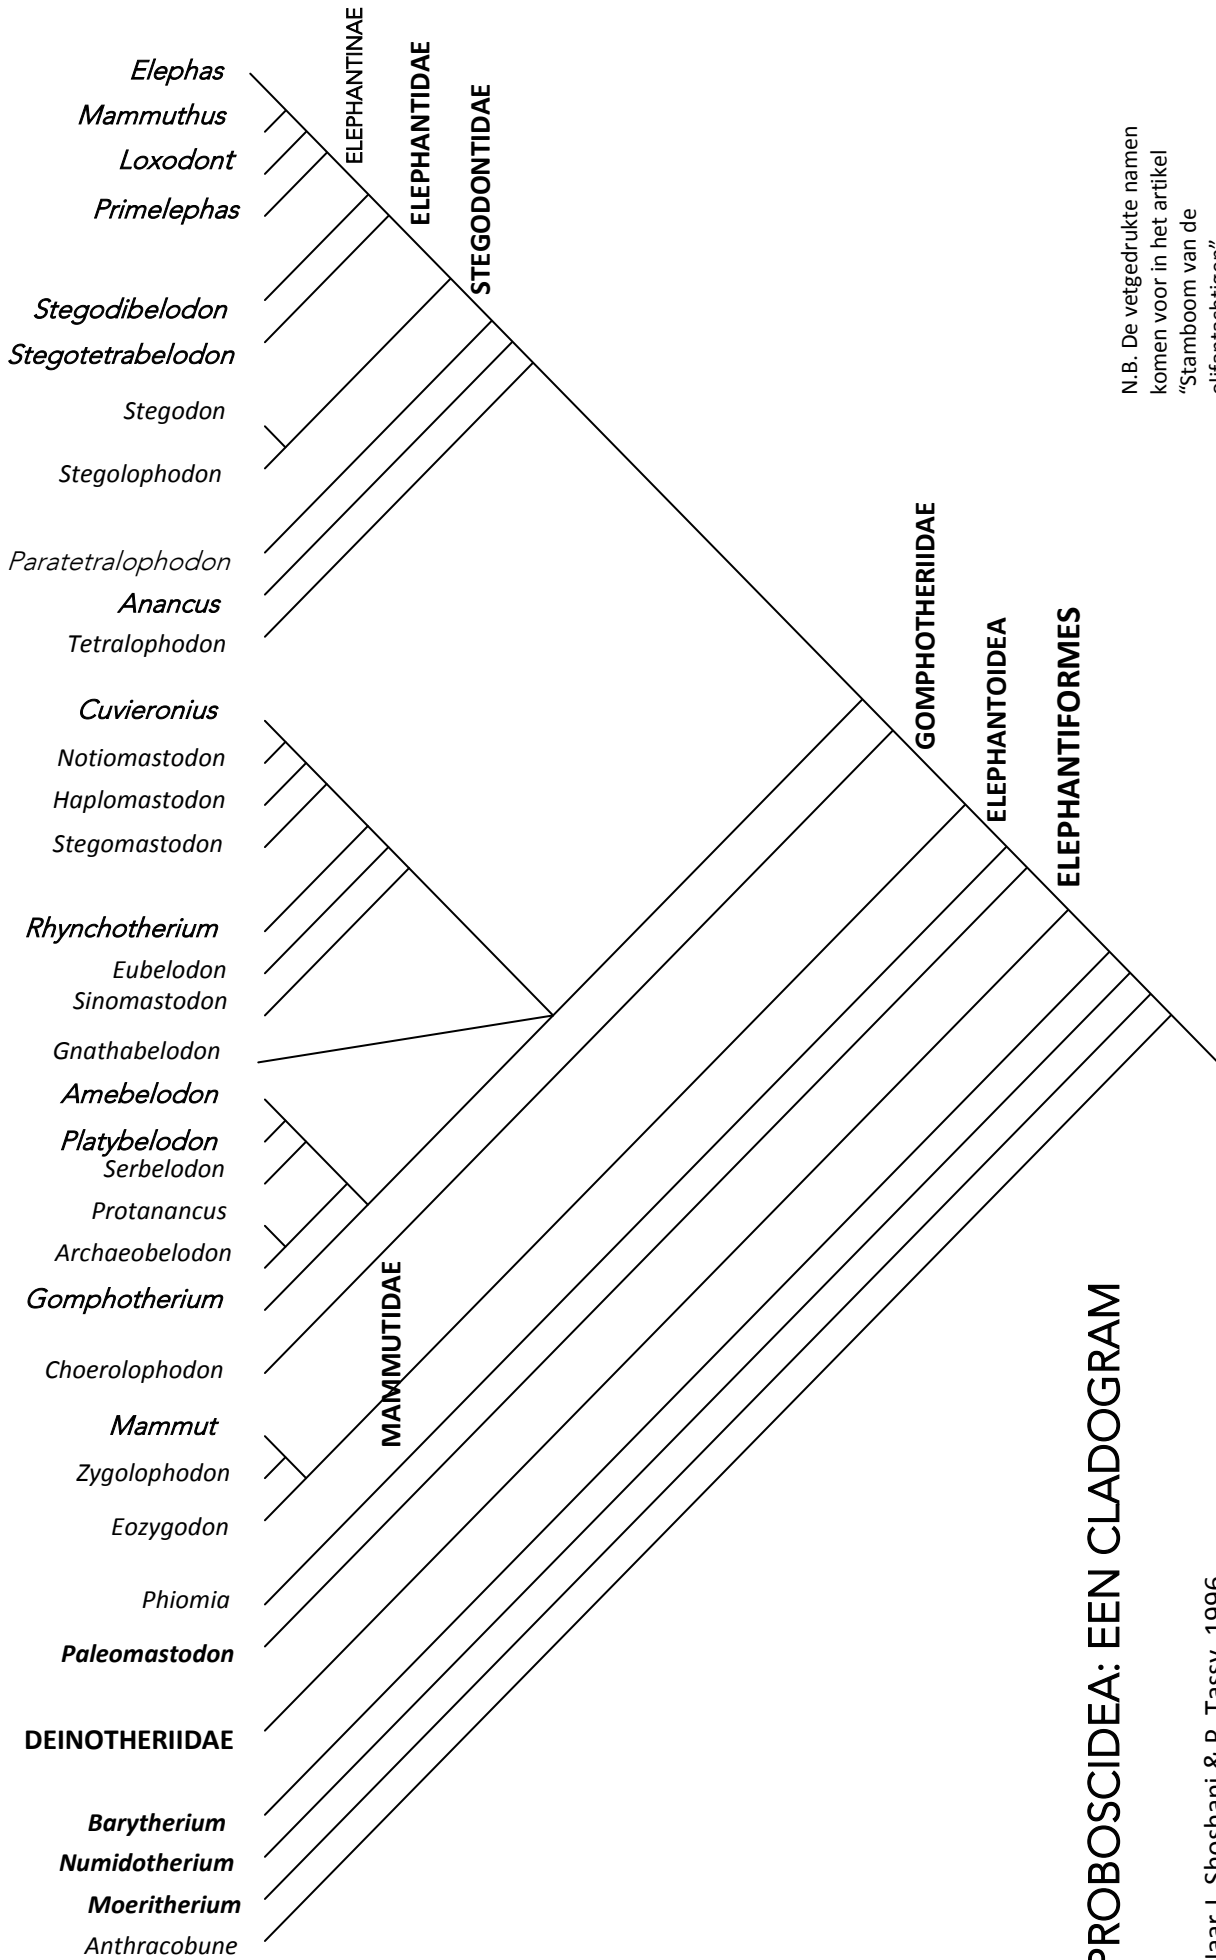 Elephas
Mammuthus
Loxodont
Primelephas
Stegodibelodon
Stegotetrabelodon
Stegodon
Stegolophodon
Paratetralophodon
Anancus
Tetralophodon
Cuvieronius
Notiomastodon
Haplomastodon
Stegomastodon
Rhynchotherium
Eubelodon
Sinomastodon
Gnathabelodon
Amebelodon
Platybelodon
Serbelodon
Protanancus
Archaeobelodon
Gomphotherium
Choerolophodon
Mammut
Zygolophodon
Eozygodon
Phiomia
Paleomastodon
DEINOTHERIIDAE
Barytherium
Numidotherium
Moeritherium
Anthracobune
ELEPHANTINAE
ELEPHANTIDAE
STEGODONTIDAE
GOMPHOTHERIIDAE
ELEPHANTOIDEA
ELEPHANTIFORMES
MAMMUTIDAE
N.B. De vetgedrukte namen
komen voor in het artikel
“Stamboom van de
PROBOSCIDEA: EEN CLADOGRAM
J. Shoshani & P. Tassy, 1996